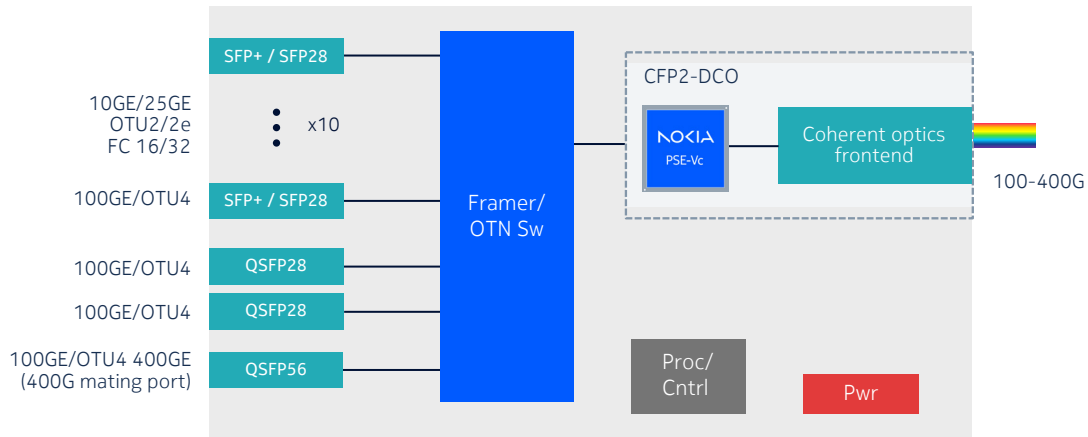 SFP+ / SFP28
10GE/25GE
OTU2/2e
FC 16/32
x10
100GE/OTU4
SFP+ / SFP28
100GE/OTU4
QSFP28
100GE/OTU4
QSFP28
100GE/OTU4 400GE
(400G mating port)
QSFP56
Framer/
OTN Sw
CFP2-DCO
NOKIA
PSE-Vc
Coherent optics
frontend
100-400G
Proc/
Cntrl
Pwr